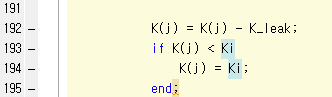 191
192 – K(j) = K(j) - K_leak;
193 – if K(j) < Ki
194 – K(j) = Ki;
195 – end;